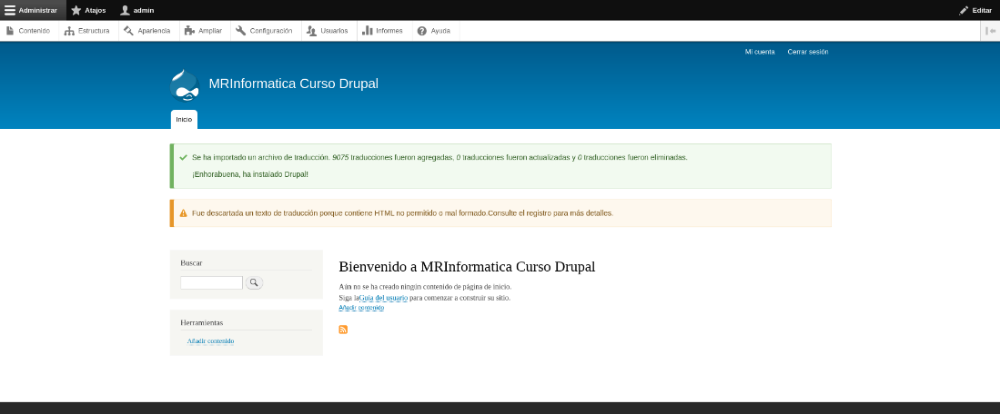 Administrar Atajos admin Editar
Contenido Estructura Apariencia Ampliar Configuración Usuarios Informes Ayuda
Mi cuenta Cerrar sesión
MRInformatica Curso Drupal
Inicio
Se ha importado un archivo de traducción. 9075 traducciones fueron agregadas, 0 traducciones fueron actualizadas y 0 traducciones fueron eliminadas.
¡Enhorabuena, ha instalado Drupal!
Fue descartada un texto de traducción porque contiene HTML no permitido o mal formado.Consulte el registro para más detalles.
Buscar
Herramientas
Añadir contenido
Bienvenido a MRInformatica Curso Drupal
Aún no se ha creado ningún contenido de página de inicio.
Siga laGuía del usuario para comenzar a construir su sitio.
Añadir contenido